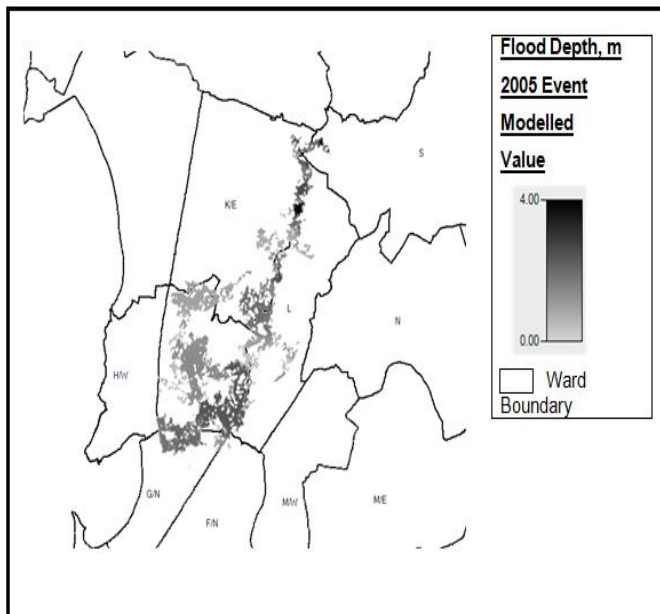 Flood Depth, m
2005 Event
Modelled
Value
4.00
0.00
Ward
Boundary
S
K/E
L
N
H/W
G/N
F/N
M/W
M/E